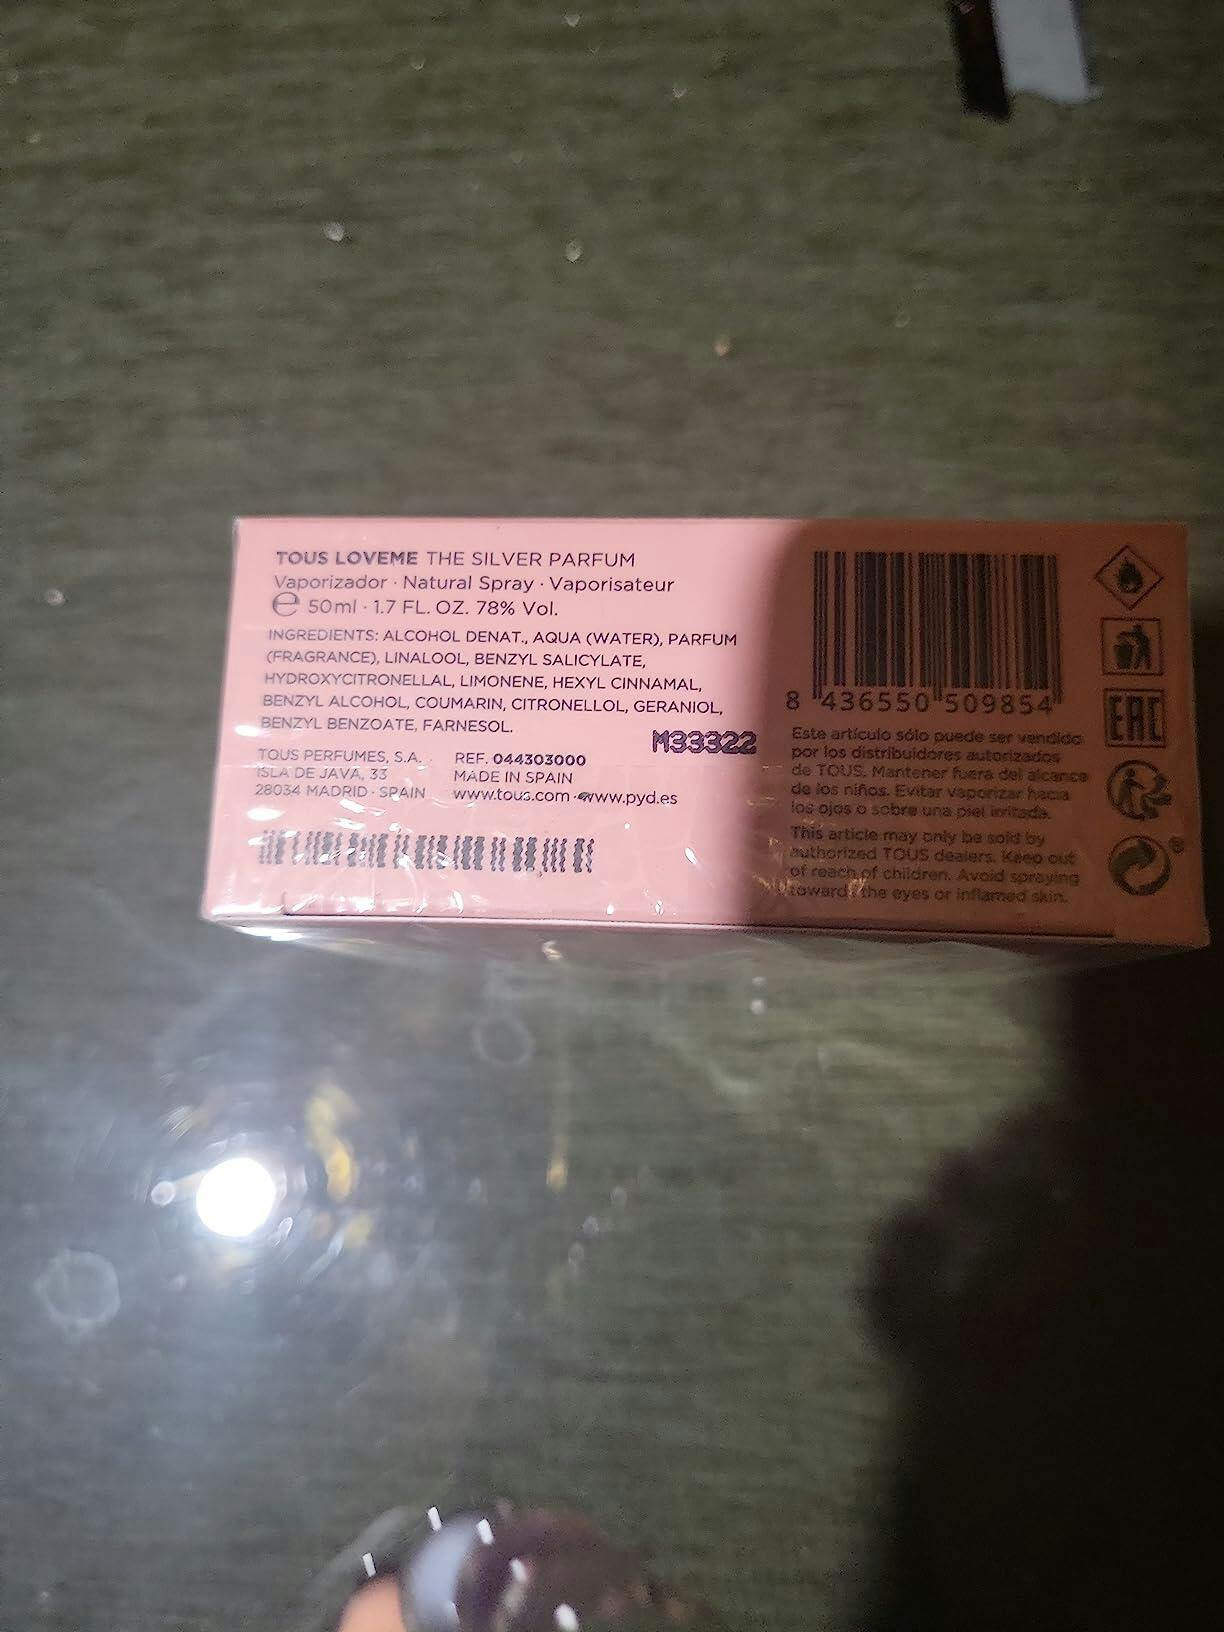 TOUS LOVEME THE SILVER PARFUM
Vaporizador · Natural Spray · Vaporisateur
℮ 50ml · 1.7 FL. OZ. 78% Vol.
INGREDIENTS: ALCOHOL DENAT., AQUA (WATER), PARFUM
(FRAGRANCE), LINALOOL, BENZYL SALICYLATE,
HYDROXYCITRONELLAL, LIMONENE, HEXYL CINNAMAL,
BENZYL ALCOHOL, COUMARIN, CITRONELLOL, GERANIOL,
BENZYL BENZOATE, FARNESOL.
M33322
TOUS PERFUMES, S.A.
ISLA DE JAVA, 33
28034 MADRID · SPAIN
REF. 044303000
MADE IN SPAIN
www.tous.com · www.pyd.es
8 436550 509854
Este artículo sólo puede ser vendido
por los distribuidores autorizados
de TOUS. Mantener fuera del alcance
de los niños. Evitar vaporizar hacia
los ojos o sobre una piel irritada.
This article may only be sold by
authorized TOUS dealers. Keep out
of reach of children. Avoid spraying
towards the eyes or inflamed skin.
EAC
®